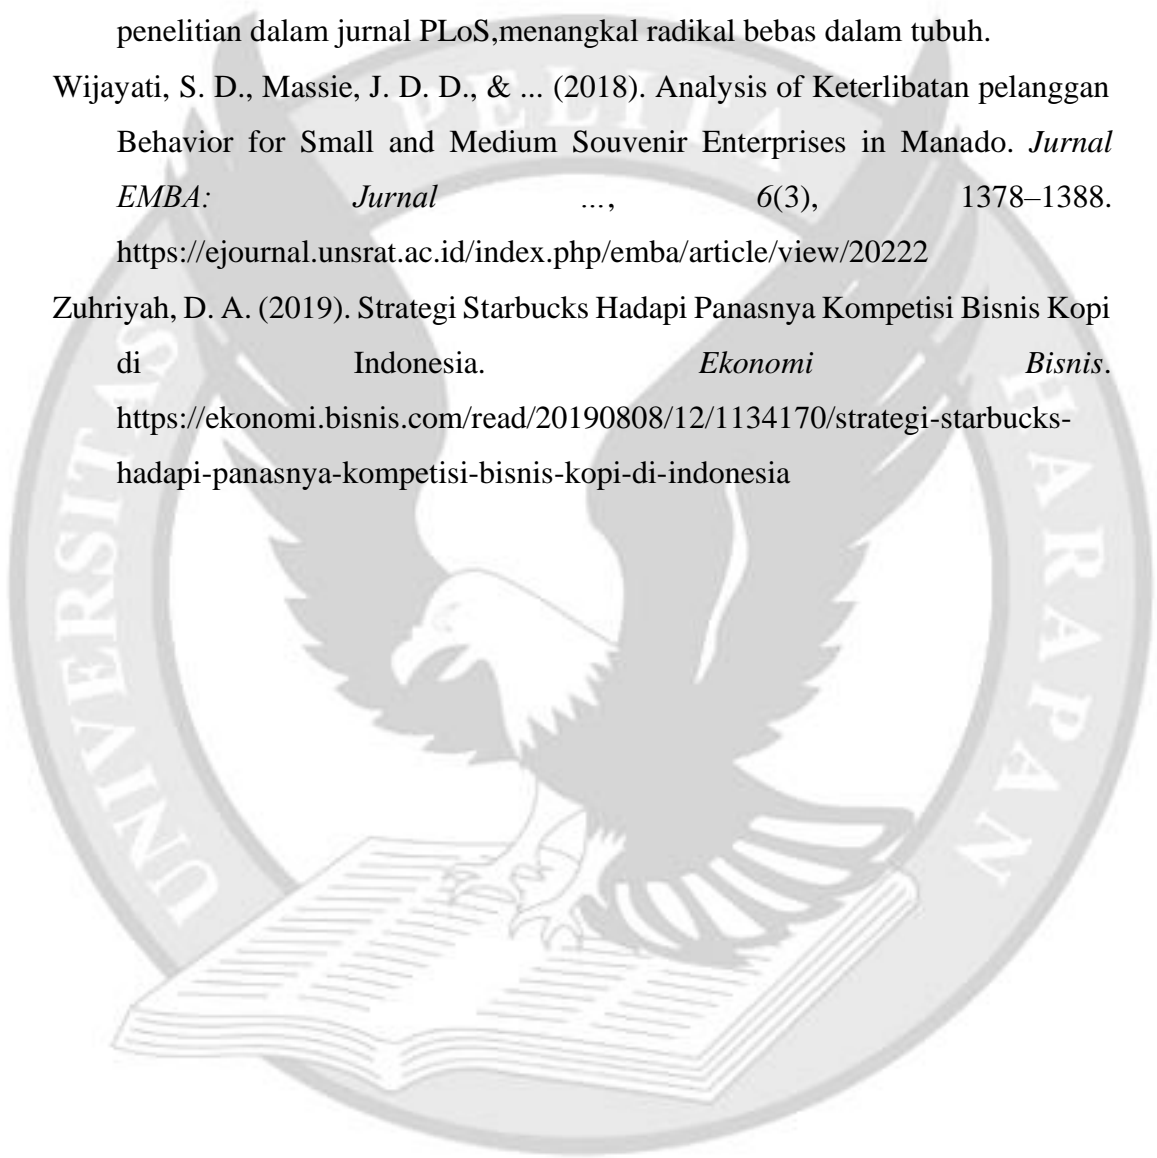 penelitian dalam jurnal PLoS,menangkal radikal bebas dalam tubuh.
Wijayati, S. D., Massie, J. D. D., & ... (2018). Analysis of Keterlibatan pelanggan
Behavior for Small and Medium Souvenir Enterprises in Manado. Jurnal
EMBA: Jurnal ..., 6(3), 1378–1388.
https://ejournal.unsrat.ac.id/index.php/emba/article/view/20222
Zuhriyah, D. A. (2019). Strategi Starbucks Hadapi Panasnya Kompetisi Bisnis Kopi
di Indonesia. Ekonomi Bisnis.
https://ekonomi.bisnis.com/read/20190808/12/1134170/strategi-starbucks-
hadapi-panasnya-kompetisi-bisnis-kopi-di-indonesia
UNIVERSITAS PELITA HARAPAN